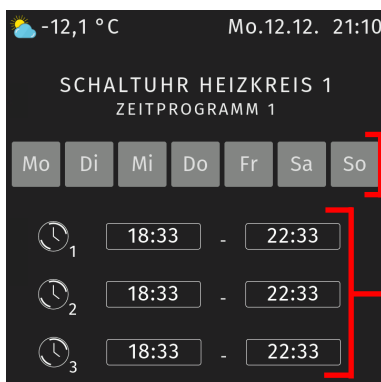 -12,1 °C Mo.12.12. 21:10
SCHALTUHR HEIZKREIS 1
ZEITPROGRAMM 1
Mo Di Mi Do Fr Sa So
1 18:33 - 22:33
2 18:33 - 22:33
3 18:33 - 22:33